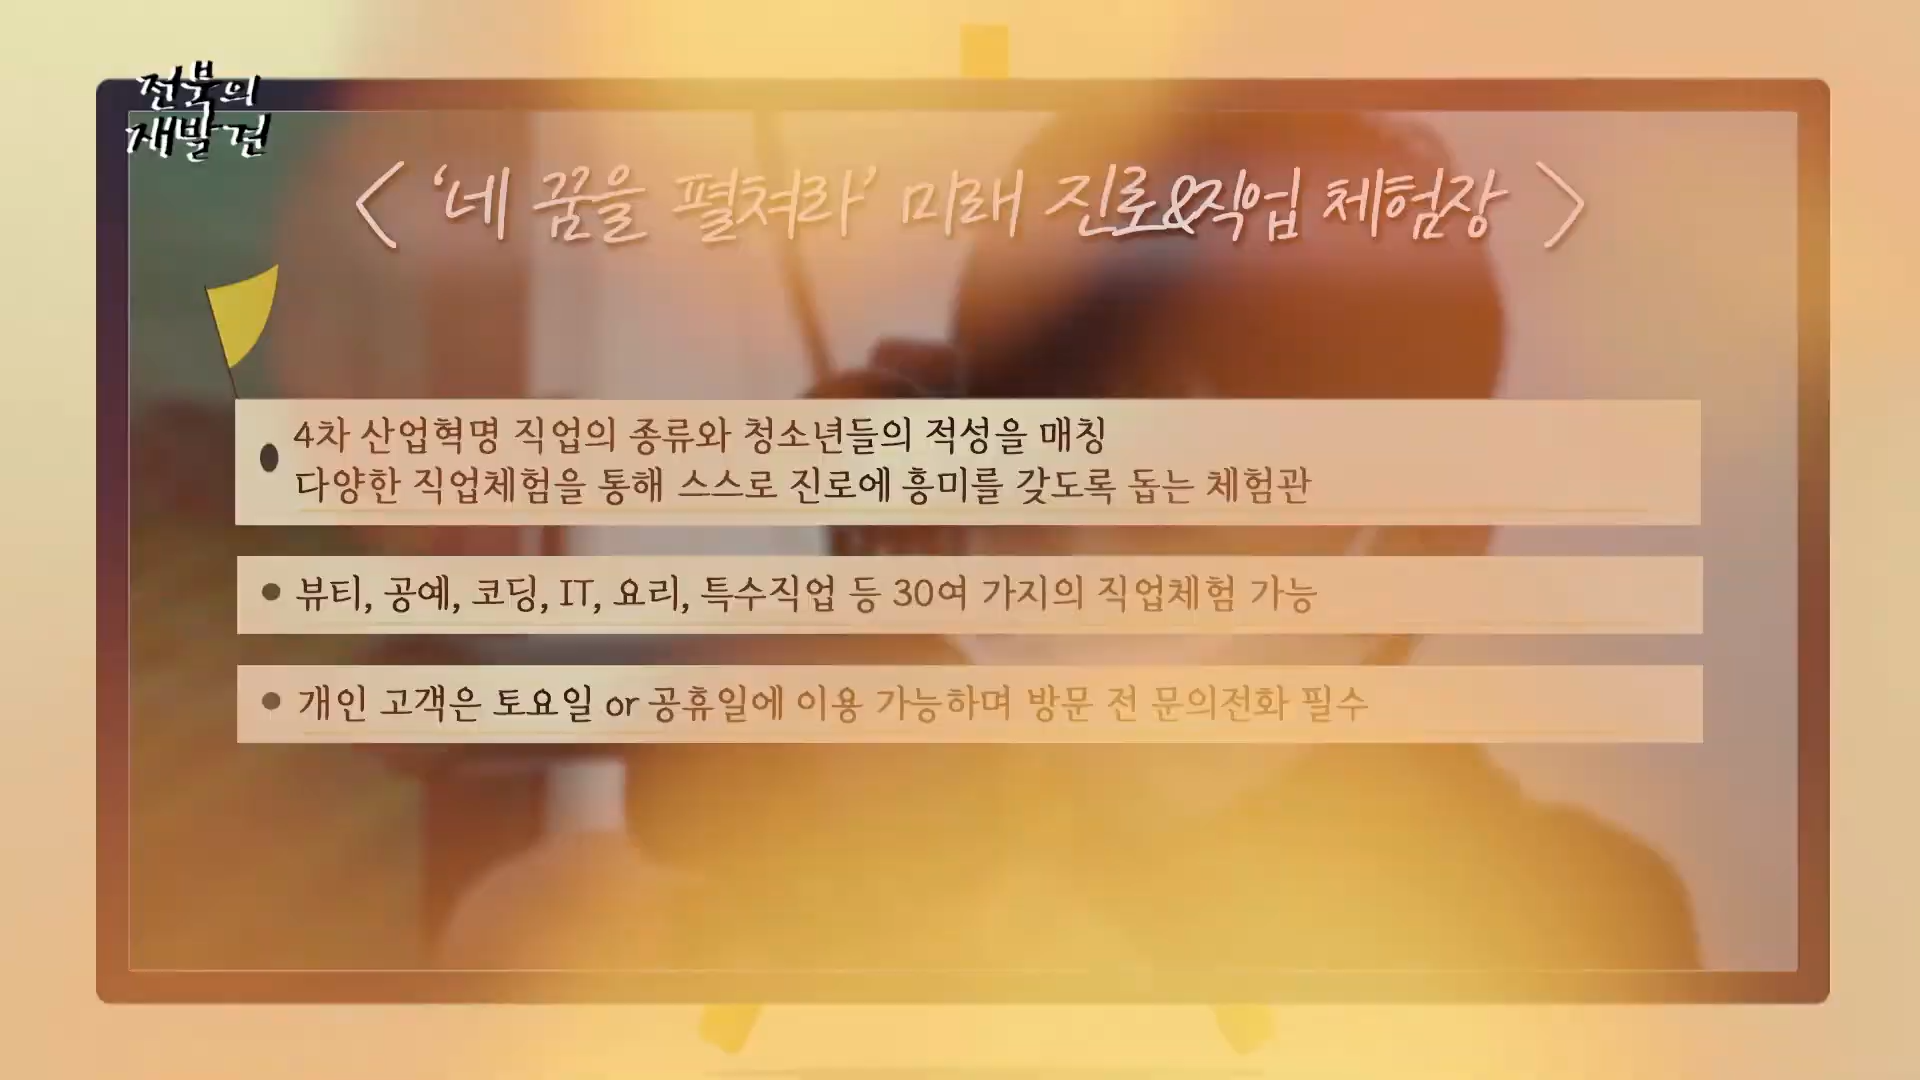 전북의
재발견
< '네 꿈을 펼쳐라' 미래 진로&직업 체험장 >
● 4차 산업혁명 직업의 종류와 청소년들의 적성을 매칭
다양한 직업체험을 통해 스스로 진로에 흥미를 갖도록 돕는 체험관
● 뷰티, 공예, 코딩, IT, 요리, 특수직업 등 30여 가지의 직업체험 가능
● 개인 고객은 토요일 or 공휴일에 이용 가능하며 방문 전 문의전화 필수